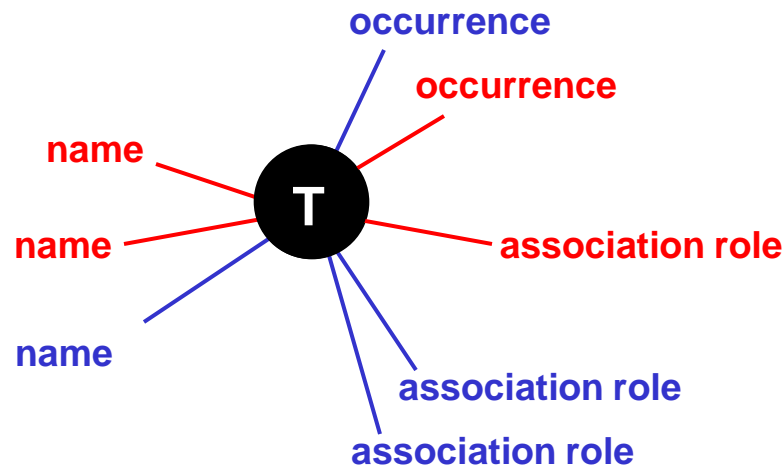 occurrence
occurrence
name
T
name
association role
name
association role
association role